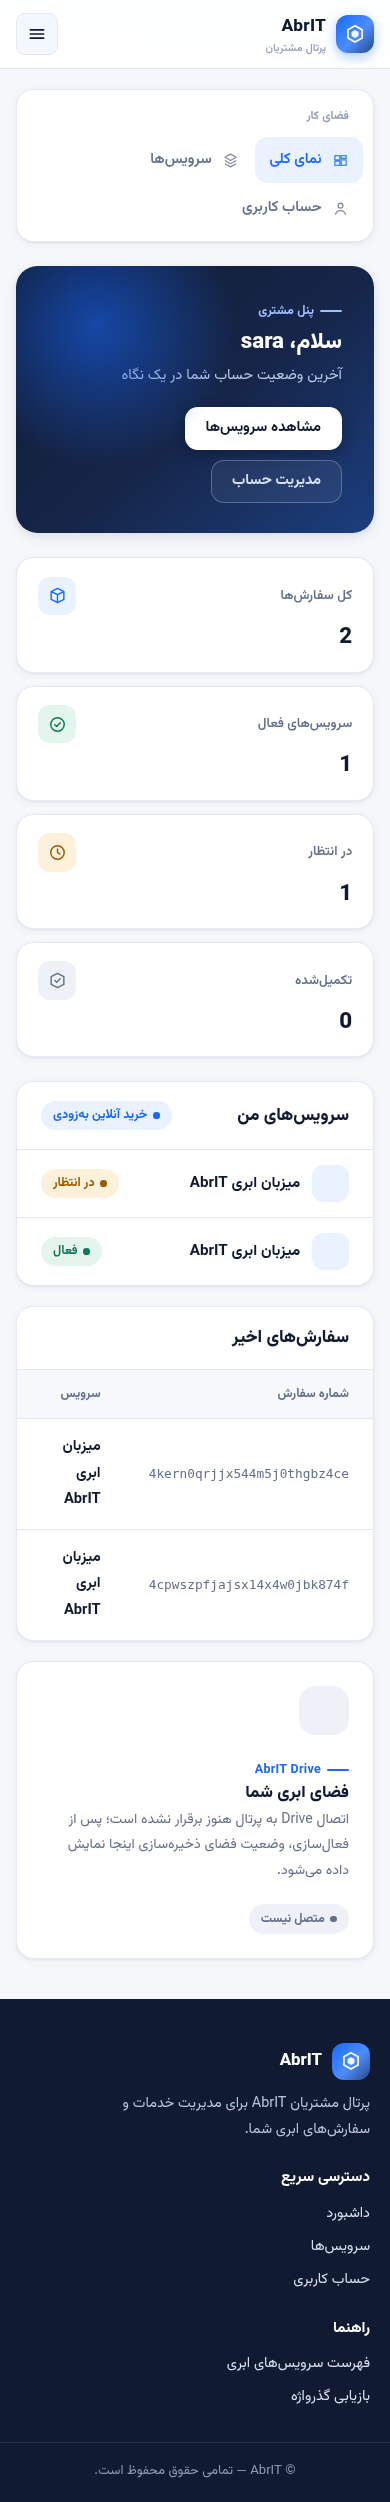 AbrIT
پرتال مشتریان
فضای کار
نمای کلی
سرویس‌ها
حساب کاربری
پنل مشتری
سلام، sara
آخرین وضعیت حساب شما در یک نگاه
مشاهده سرویس‌ها
مدیریت حساب
کل سفارش‌ها
2
سرویس‌های فعال
1
در انتظار
1
تکمیل‌شده
0
سرویس‌های من
خرید آنلاین به‌زودی
میزبان ابری AbrIT
در انتظار
میزبان ابری AbrIT
فعال
سفارش‌های اخیر
شماره سفارش
سرویس
4kern0qrjjx544m5j0thgbz4ce
میزبان
ابری
AbrIT
4cpwszpfjajsx14x4w0jbk874f
میزبان
ابری
AbrIT
AbrIT Drive
فضای ابری شما
اتصال Drive به پرتال هنوز برقرار نشده است؛ پس از
فعال‌سازی، وضعیت فضای ذخیره‌سازی اینجا نمایش
داده می‌شود.
متصل نیست
AbrIT
پرتال مشتریان AbrIT برای مدیریت خدمات و
سفارش‌های ابری شما.
دسترسی سریع
داشبورد
سرویس‌ها
حساب کاربری
راهنما
فهرست سرویس‌های ابری
بازیابی گذرواژه
© AbrIT — تمامی حقوق محفوظ است.